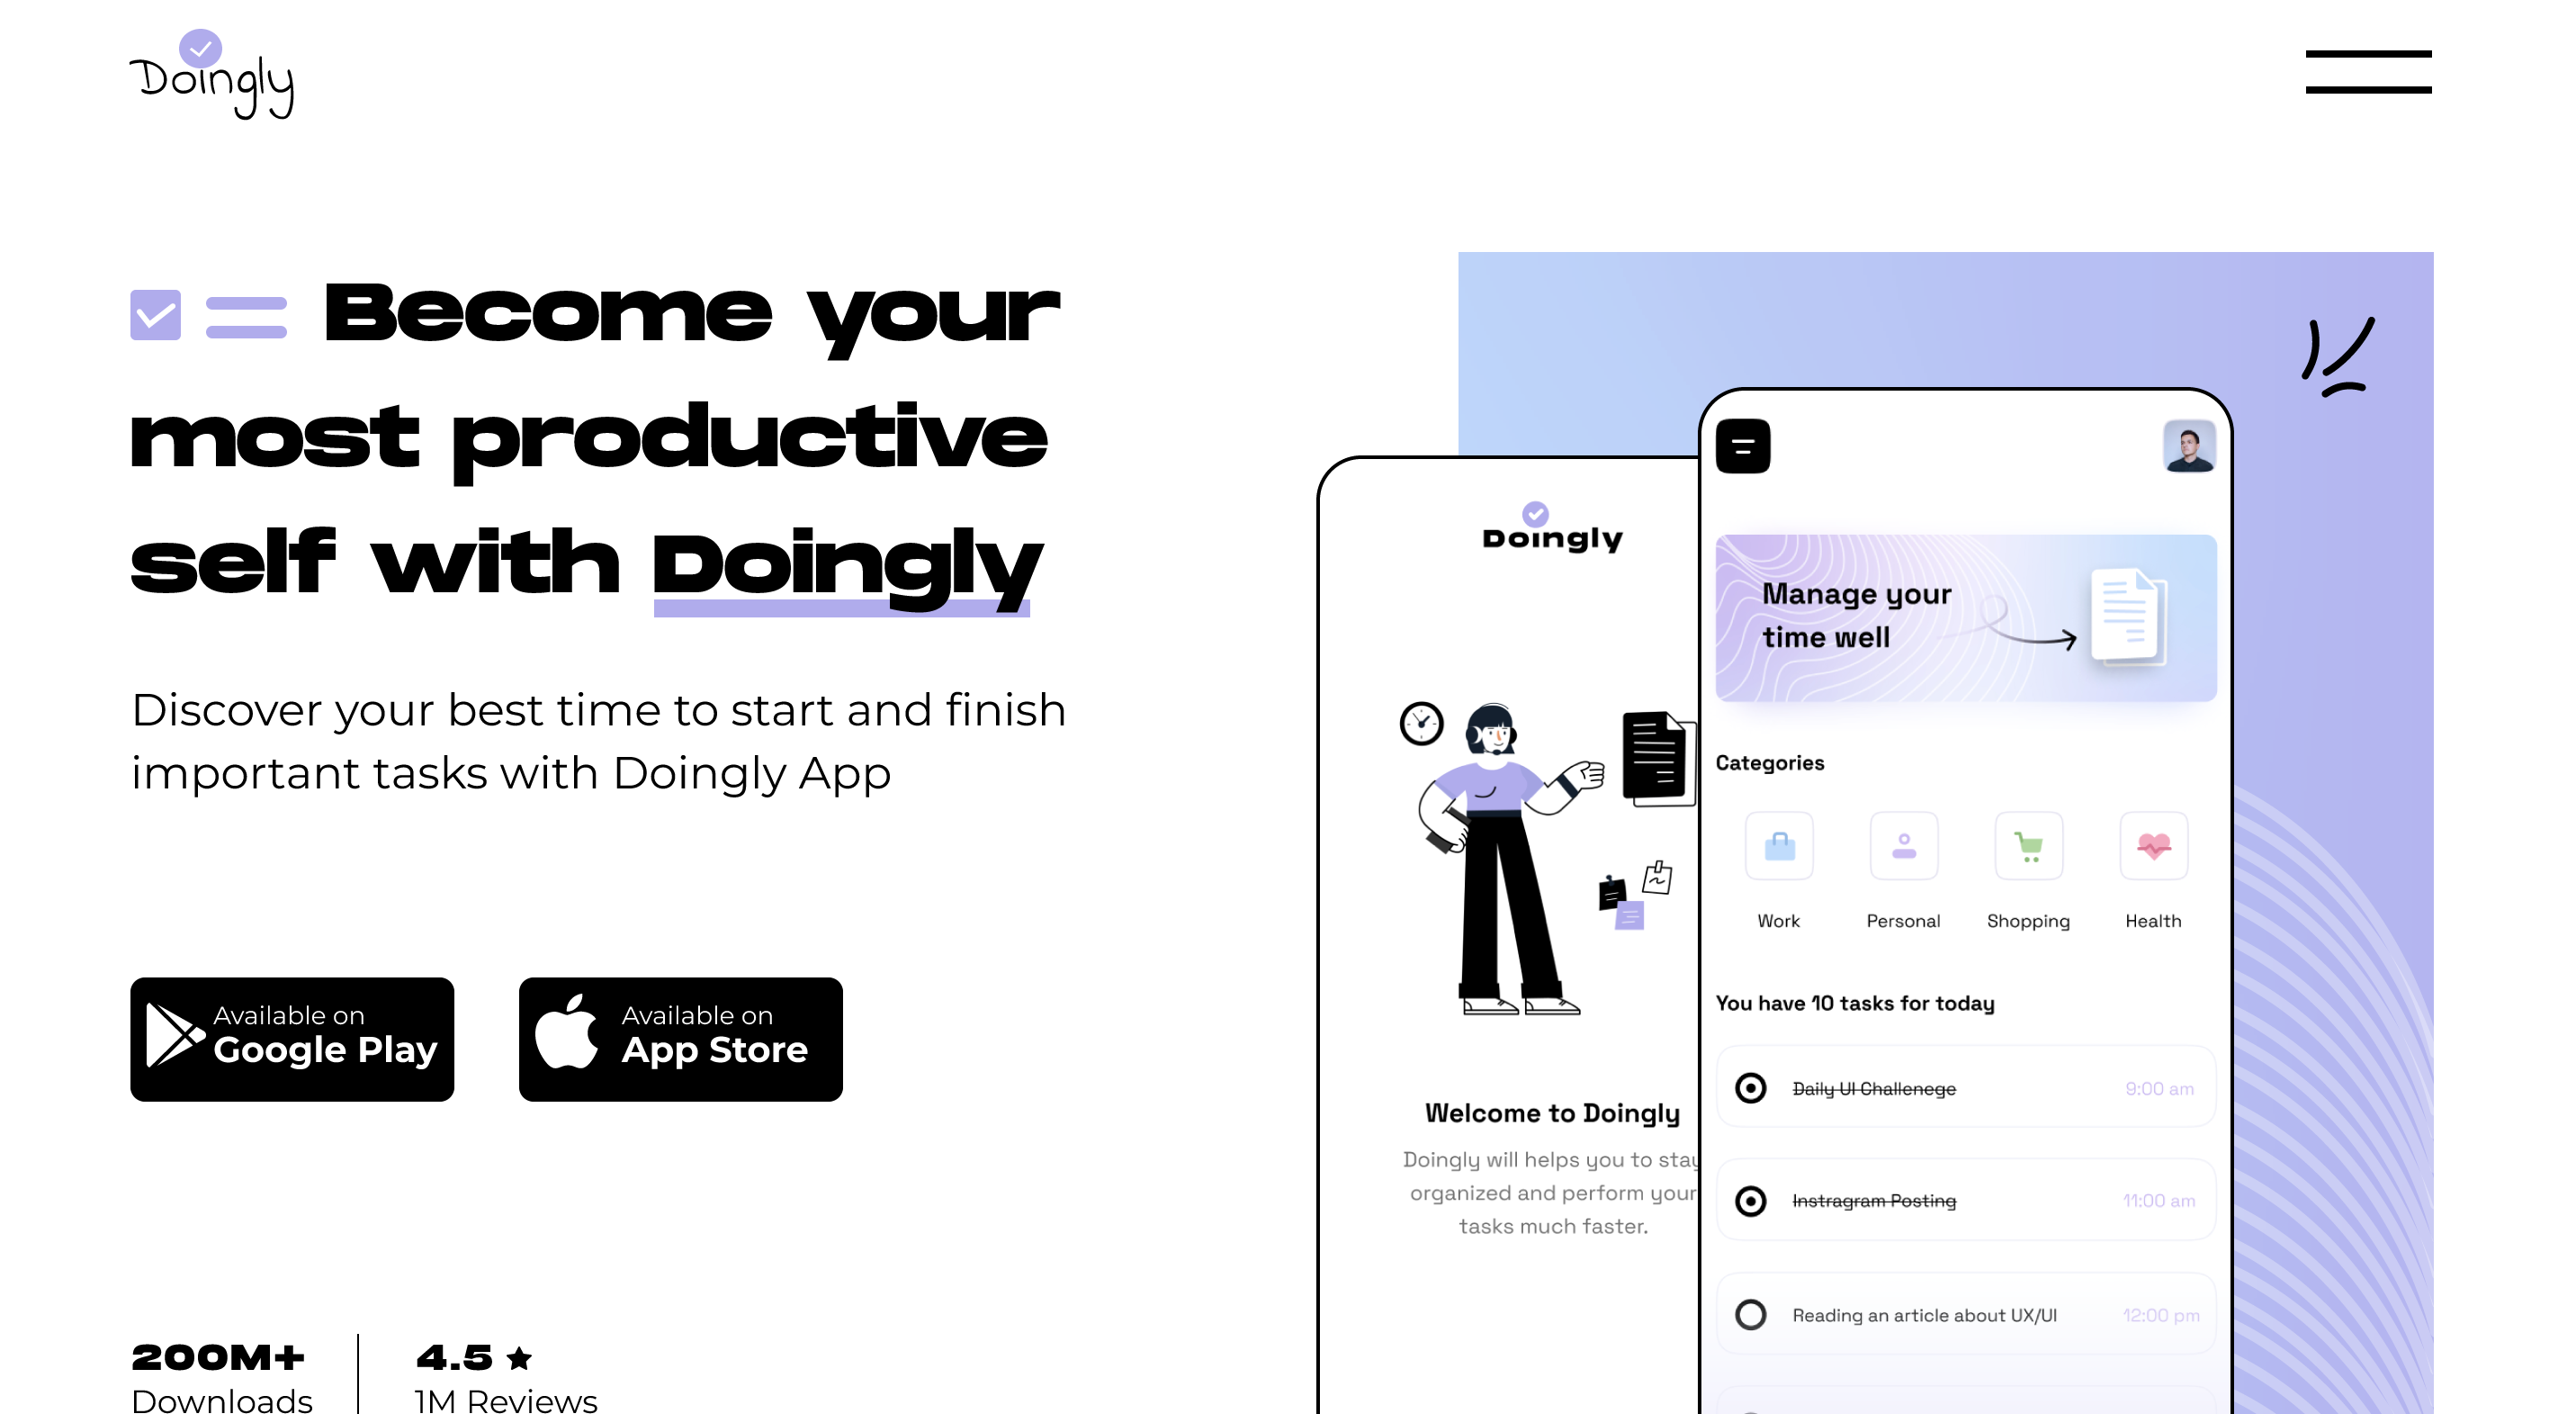 Doingly
Become your
most productive
self with Doingly
Discover your best time to start and finish
important tasks with Doingly App
Available on
Google Play
Available on
App Store
200M+
Downloads
4.5
1M Reviews
Doingly
Welcome to Doingly
Doingly will helps you to stay
organized and perform your
tasks much faster.
Manage your
time well
Categories
Work Personal Shopping Health
You have 10 tasks for today
Daily UI Challenege 9:00 am
Instragram Posting 11:00 am
Reading an article about UX/UI 12:00 pm